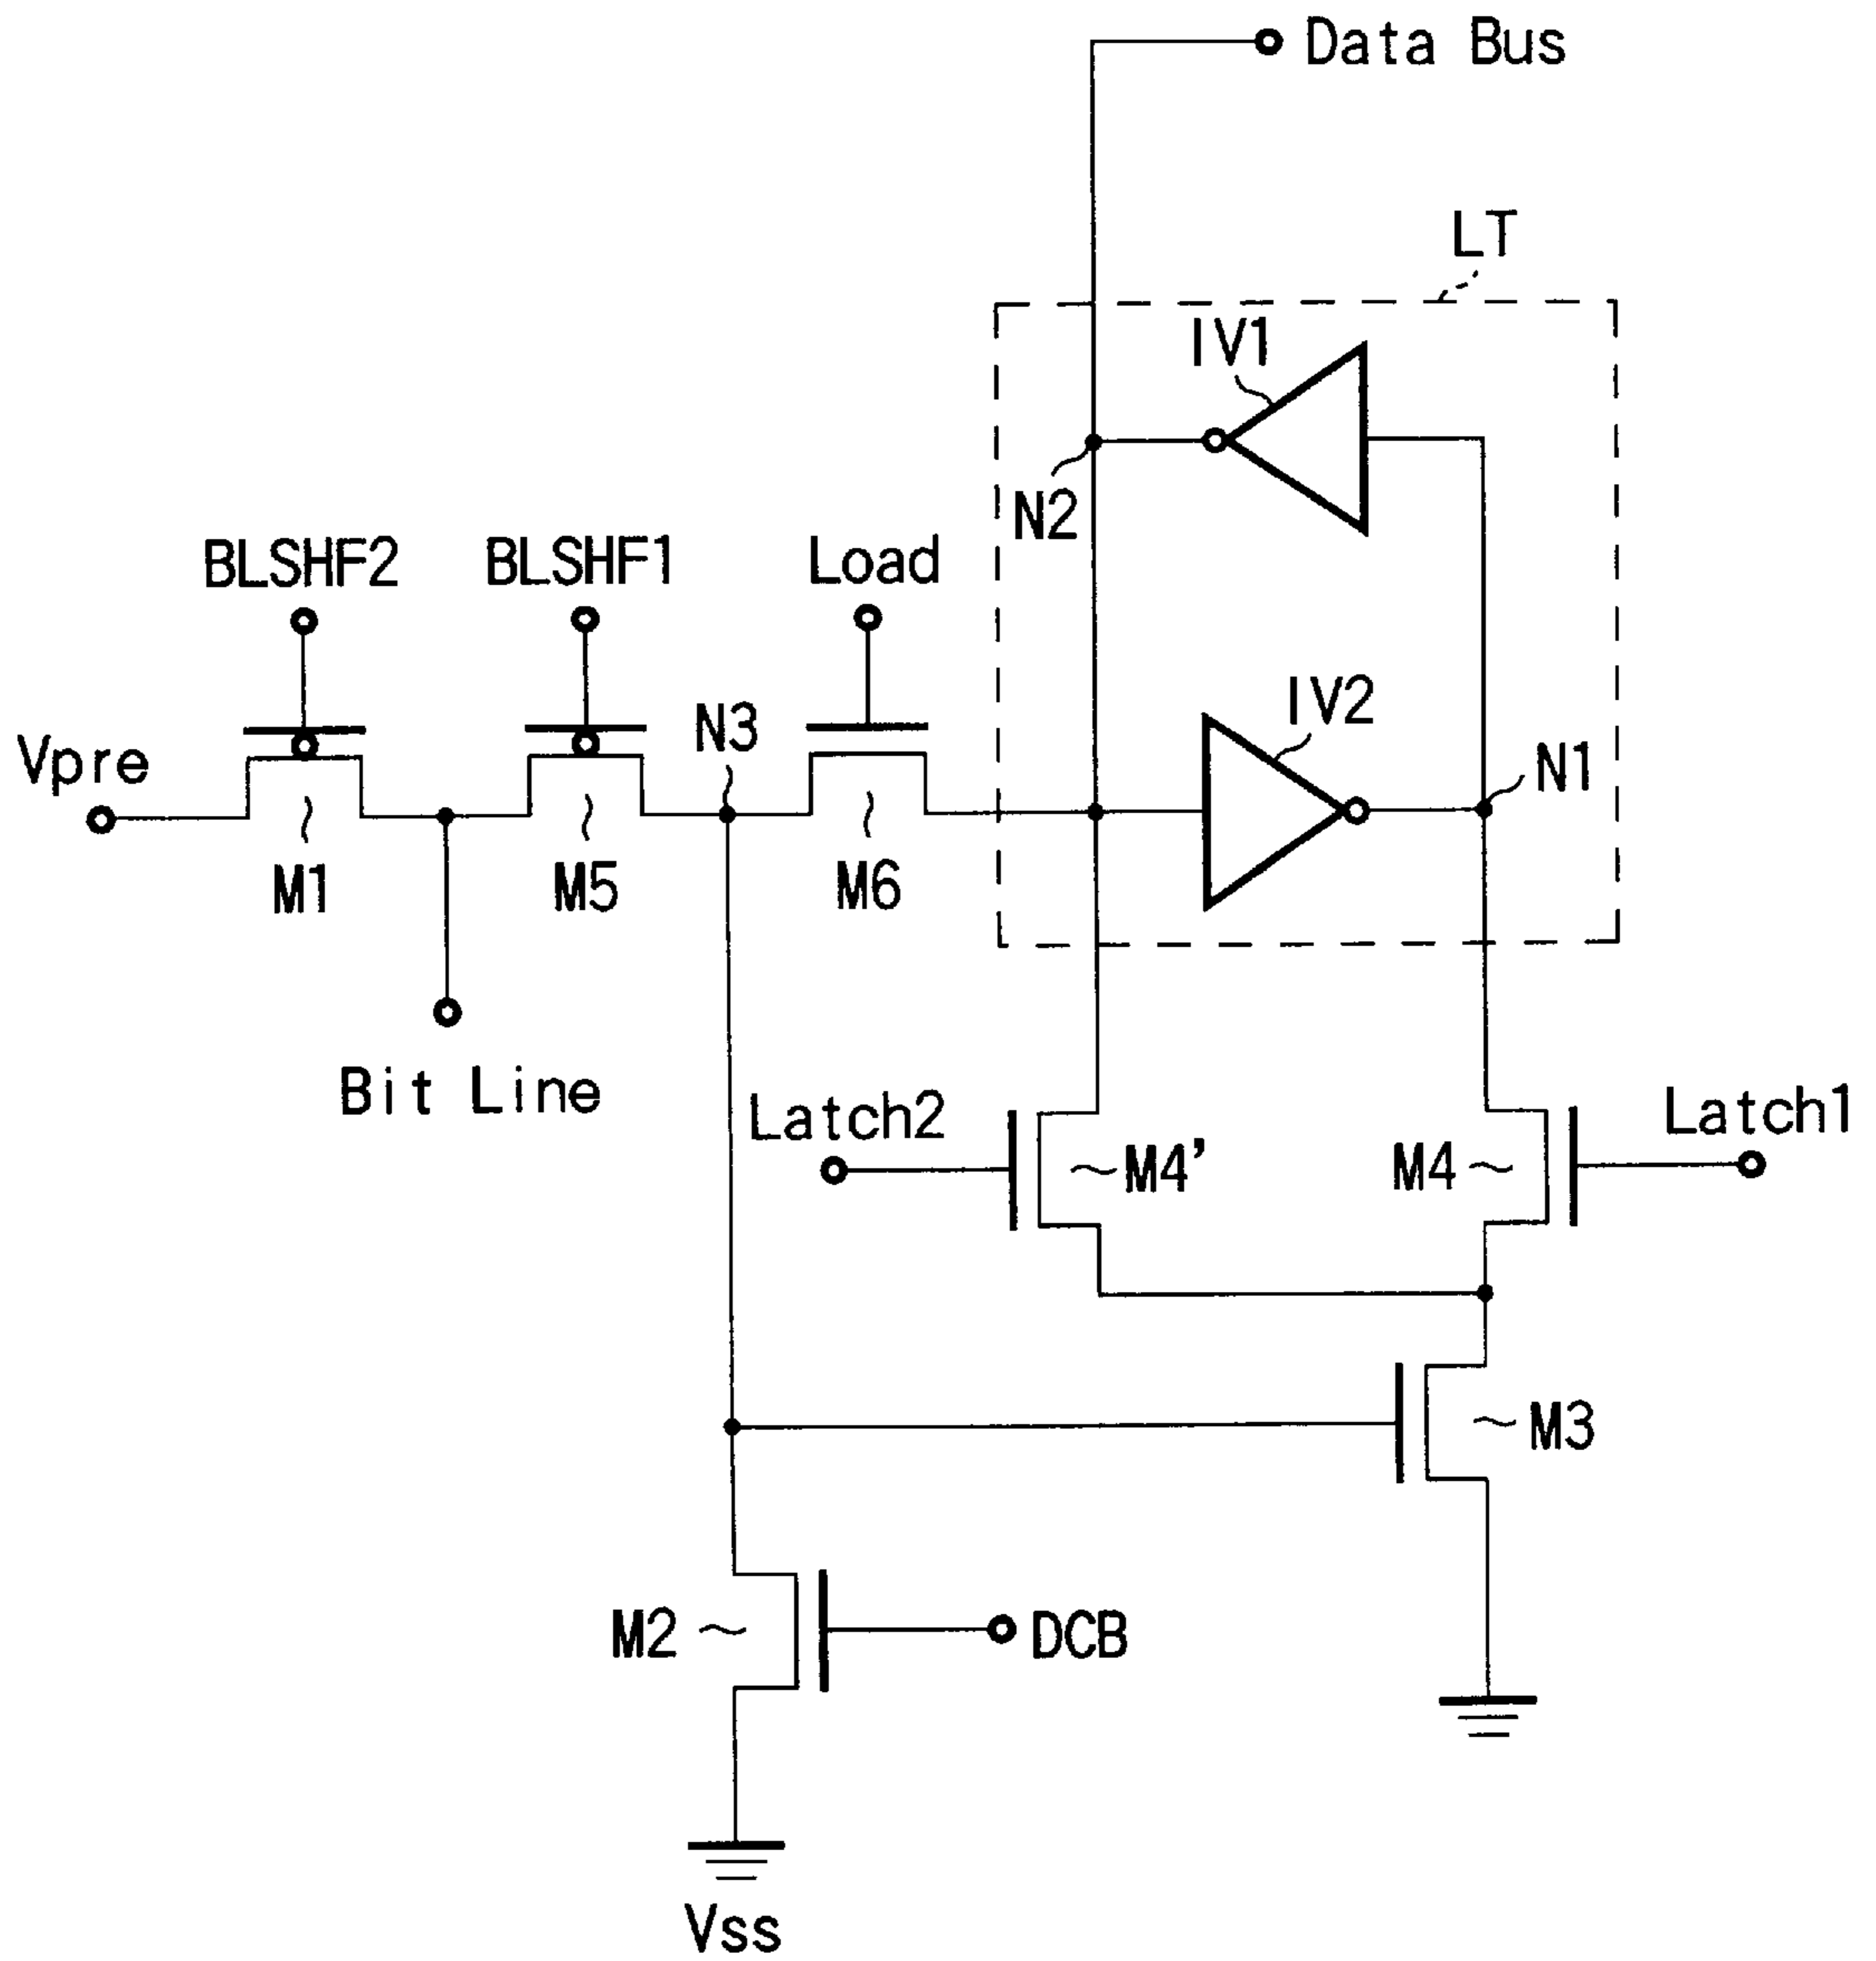 Data Bus
LT
IV1
N2
BLSHF2
BLSHF1
Load
IV2
N3
Vpre
N1
M1
M5
M6
Bit Line
Latch2
Latch1
M4'
M4
M3
M2
DCB
Vss